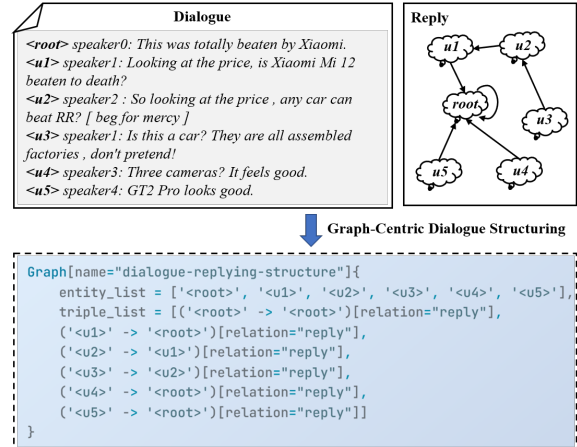 Dialogue
<root> speaker0: This was totally beaten by Xiaomi.
<u1> speaker1: Looking at the price, is Xiaomi Mi 12
beaten to death?
<u2> speaker2 : So looking at the price , any car can
beat RR? [ beg for mercy ]
<u3> speaker1: Is this a car? They are all assembled
factories , don't pretend!
<u4> speaker3: Three cameras? It feels good.
<u5> speaker4: GT2 Pro looks good.
Reply
u1
u2
root
u3
u5
u4
Graph-Centric Dialogue Structuring
Graph[name="dialogue-replying-structure"]{
entity_list = ['<root>', '<u1>', '<u2>', '<u3>', '<u4>', '<u5>'],
triple_list = [('<root>' -> '<root>')[relation="reply"],
('<u1>' -> '<root>')[relation="reply"],
('<u2>' -> '<u1>')[relation="reply"],
('<u3>' -> '<u2>')[relation="reply"],
('<u4>' -> '<root>')[relation="reply"],
('<u5>' -> '<root>')[relation="reply"]]
}